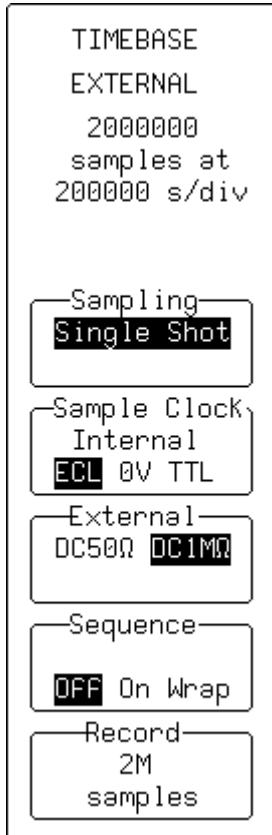 TIMEBASE
EXTERNAL
2000000
samples at
200000 s/div
Sampling
Single Shot
Sample Clock
Internal
ECL 0V TTL
External
DC50Ω DC1MΩ
Sequence
OFF On Wrap
Record
2M
samples